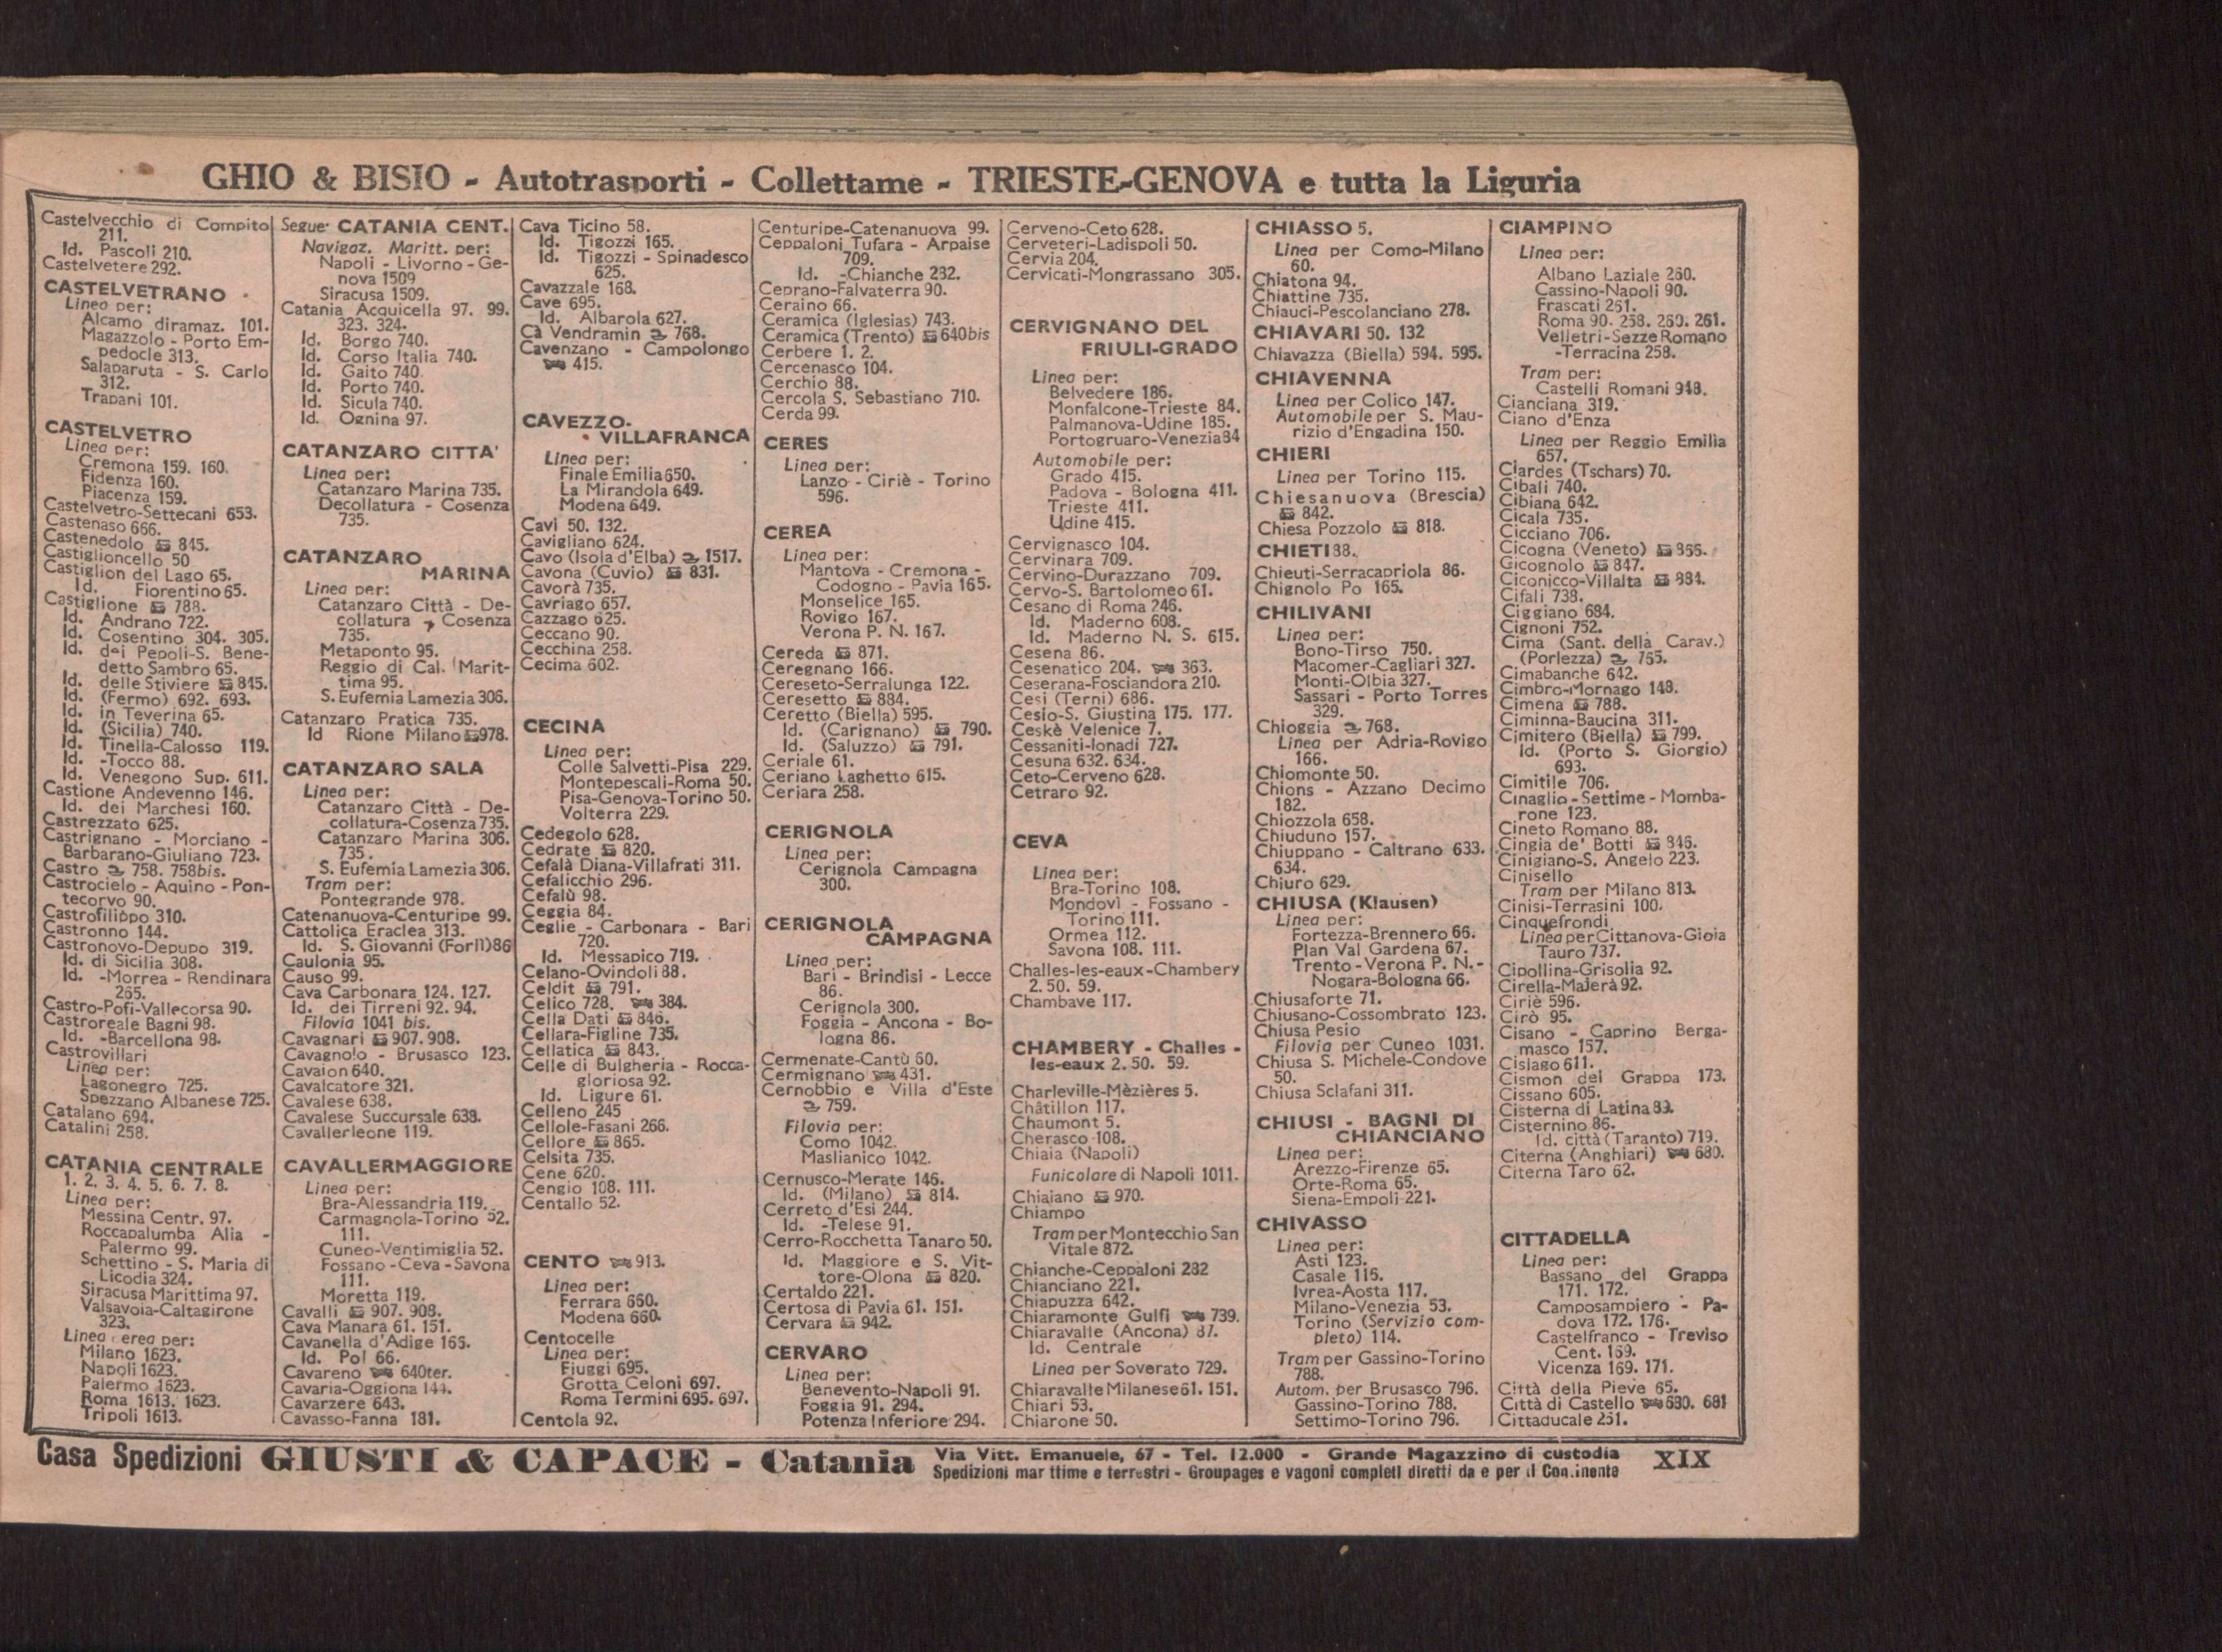 GHIO & BISIO - Autotrasporti - Collettame - TRIESTE-GENOVA e tutta la Liguria
Castelvecchio di Compito
211.
Id. Pascoli 210.
Castelvetere 292.
CASTELVETRANO
Linea per:
Alcamo diramaz. 101.
Magazzolo - Porto Em-
pedocle 313.
Salaparuta - S. Carlo
312.
Trapani 101.
CASTELVETRO
Linea per:
Cremona 159. 160.
Fidenza 160.
Piacenza 159.
Castelvetro-Settecani 653.
Castenaso 666.
Castenedolo 845.
Castiglioncello 50
Castiglion del Lago 65.
Id. Fiorentino 65.
Castiglione 788.
Id. Andrano 722.
Id. Cosentino 304. 305.
Id. dei Pepoli-S. Bene-
detto Sambro 65.
Id. delle Stiviere 845.
Id. (Fermo) 692. 693.
Id. in Teverina 65.
Id. (Sicilia) 740.
Id. Tinella-Calosso 119.
Id. -Tocco 88.
Id. Venegono Sup. 611.
Castione Andevenno 146.
Id. dei Marchesi 160.
Castrezzato 625.
Castrignano - Morciano -
Barbarano-Giuliano 723.
Castro 758. 758bis.
Castrocielo - Aquino - Pon-
tecorvo 90.
Castrofilippo 310.
Castronno 144.
Castronovo-Depupo 319.
Id. di Sicilia 308.
Id. -Morrea - Rendinara
265.
Castro-Pofi-Vallecorsa 90.
Castroreale Bagni 98.
Id. -Barcellona 98.
Castrovillari
Linea per:
Lagonegro 725.
Spezzano Albanese 725.
Catalano 694.
Catalini 258.
CATANIA CENTRALE
1. 2. 3. 4. 5. 6. 7. 8.
Linea per:
Messina Centr. 97.
Roccapalumba Alia -
Palermo 99.
Schettino - S. Maria di
Licodia 324.
Siracusa Marittima 97.
Valsavoia-Caltagirone
323.
Linea erea per:
Milano 1623.
Napoli 1623.
Palermo 1623.
Roma 1613. 1623.
Tripoli 1613.
Segue: CATANIA CENT.
Navigaz. Maritt. per:
Napoli - Livorno - Ge-
nova 1509
Siracusa 1509.
Catania Acquicella 97. 99.
323. 324.
Id. Borgo 740.
Id. Corso Italia 740.
Id. Gaito 740.
Id. Porto 740.
Id. Sicula 740.
Id. Ognina 97.
CATANZARO CITTA'
Linea per:
Catanzaro Marina 735.
Decollatura - Cosenza
735.
CATANZARO
MARINA
Linea per:
Catanzaro Città - De-
collatura - Cosenza
735.
Metaponto 95.
Reggio di Cal. Marit-
tima 95.
S. Eufemia Lamezia 306.
Catanzaro Pratica 735.
Id Rione Milano 978.
CATANZARO SALA
Linea per:
Catanzaro Città - De-
collatura-Cosenza 735.
Catanzaro Marina 306.
735.
S. Eufemia Lamezia 306.
Tram per:
Pontegrande 978.
Catenanuova-Centuripe 99.
Cattolica Eraclea 313.
Id. S. Giovanni (Forlì) 86
Caulonia 95.
Causo 99.
Cava Carbonara 124. 127.
Id. dei Tirreni 92. 94.
Filovia 1041 bis.
Cavagnari 907. 908.
Cavagnolo - Brusasco 123.
Cavaion 640.
Cavalcatore 321.
Cavalese 638.
Cavalese Succursale 638.
Cavallerleone 119.
CAVALLERMAGGIORE
Linea per:
Bra-Alessandria 119.
Carmagnola-Torino 52.
111.
Cuneo-Ventimiglia 52.
Fossano - Ceva - Savona
111.
Moretta 119.
Cavalli 907. 908.
Cava Manara 61. 151.
Cavanella d'Adige 166.
Id. Po! 66.
Cavareno 640ter.
Cavaria-Oggiona 144.
Cavarzere 643.
Cavasso-Fanna 181.
Cava Ticino 58.
Id. Tigozzi 165.
Id. Tigozzi - Spinadesco
625.
Cavazzale 168.
Cave 695.
Id. Albarola 627.
Cà Vendramin 768.
Cavenzano - Campolongo
415.
CAVEZZO-
VILLAFRANCA
Linea per:
Finale Emilia 650.
La Mirandola 649.
Modena 649.
Cavi 50. 132.
Cavigliano 624.
Cavo (Isola d'Elba) 1517.
Cavona (Cuvio) 831.
Cavorà 735.
Cavriago 657.
Cazzago 625.
Ceccano 90.
Cecchina 258.
Cecima 602.
CECINA
Linea per:
Colle Salvetti-Pisa 229.
Montepescali-Roma 50.
Pisa-Genova-Torino 50.
Volterra 229.
Cedegolo 628.
Cedrate 820.
Cefalà Diana-Villafrati 311.
Cefalicchio 296.
Cefalù 98.
Ceggia 84.
Ceglie - Carbonara - Bari
720.
Id. Messapico 719.
Celano-Ovindoli 88.
Celdit 791.
Celico 728. 384.
Cella Dati 846.
Cellara-Figline 735.
Cellatica 843.
Celle di Bulgheria - Rocca-
gloriosa 92.
Id. Ligure 61.
Celleno 245
Cellole-Fasani 266.
Cellore 865.
Celsita 735.
Cene 620.
Cengio 108. 111.
Centallo 52.
CENTO 913.
Linea per:
Ferrara 660.
Modena 660.
Centocelle
Linea per:
Fiuggi 695.
Grotta Celoni 697.
Roma Termini 695. 697.
Centola 92.
Centuripe-Catenanuova 99.
Ceppaloni Tufara - Arpaise
709.
Id. -Chianche 232.
Ceprano-Falvaterra 90.
Ceraino 66.
Ceramica (Iglesias) 743.
Ceramica (Trento) 640bis
Cerbere 1. 2.
Cercenasco 104.
Cerchio 88.
Cercola S. Sebastiano 710.
Cerda 99.
CERES
Linea per:
Lanzo - Ciriè - Torino
596.
CEREA
Linea per:
Mantova - Cremona -
Codogno - Pavia 165.
Monselice 165.
Rovigo 167.
Verona P. N. 167.
Cereda 871.
Ceregnano 166.
Cereseto-Serralunga 122.
Ceresetto 884.
Ceretto (Biella) 595.
Id. (Carignano) 790.
Id. (Saluzzo) 791.
Ceriale 61.
Ceriano Laghetto 615.
Ceriara 258.
CERIGNOLA
Linea per:
Cerignola Campagna
300.
CERIGNOLA
CAMPAGNA
Linea per:
Bari - Brindisi - Lecce
86.
Cerignola 300.
Foggia - Ancona - Bo-
logna 86.
Cermenate-Cantù 60.
Cermignano 431.
Cernobbio e Villa d'Este
759.
Filovia per:
Como 1042.
Maslianico 1042.
Cernusco-Merate 146.
Id. (Milano) 814.
Cerreto d'Esi 244.
Id. -Telese 91.
Cerro-Rocchetta Tanaro 50.
Id. Maggiore e S. Vit-
tore-Olona 820.
Certaldo 221.
Certosa di Pavia 61. 151.
Cervara 942.
CERVARO
Linea per:
Benevento-Napoli 91.
Foggia 91. 294.
Potenza Inferiore 294.
Cerveno-Ceto 628.
Cerveteri-Ladispoli 50.
Cervia 204.
Cervicati-Mongrassano 305.
CERVIGNANO DEL
FRIULI-GRADO
Linea per:
Belvedere 186.
Monfalcone-Trieste 84.
Palmanova-Udine 185.
Portogruaro-Venezia 84
Automobile per:
Grado 415.
Padova - Bologna 411.
Trieste 411.
Udine 415.
Cervignasco 104.
Cervinara 709.
Cervino-Durazzano 709.
Cervo-S. Bartolomeo 61.
Cesano di Roma 246.
Id. Maderno 608.
Id. Maderno N. S. 615.
Cesena 86.
Cesenatico 204. 363.
Ceserana-Fosciandora 210.
Cesi (Terni) 686.
Cesio-S. Giustina 175. 177.
Ceskè Velenice 7.
Cessaniti-Ionadi 727.
Cesuna 632. 634.
Ceto-Cerveno 628.
Cetraro 92.
CEVA
Linea per:
Bra-Torino 108.
Mondovì - Fossano -
Torino 111.
Ormea 112.
Savona 108. 111.
Challes-les-eaux-Chambery
2. 50. 59.
Chambave 117.
CHAMBERY - Challes -
les-eaux 2. 50. 59.
Charleville-Mèzières 5.
Châtillon 117.
Chaumont 5.
Cherasco 108.
Chiaia (Napoli)
Funicolare di Napoli 1011.
Chiaiano 970.
Chiampo
Tram per Montecchio San
Vitale 872.
Chianche-Ceppaloni 232
Chianciano 221.
Chiapuzza 642.
Chiaramonte Gulfi 739.
Chiaravalle (Ancona) 87.
Id. Centrale
Linea per Soverato 729.
Chiaravalle Milanese 61. 151.
Chiari 53.
Chiarone 50.
CHIASSO 5.
Linea per Como-Milano
60.
Chiatona 94.
Chiattine 735.
Chiauci-Pescolanciano 278.
CHIAVARI 50. 132
Chiavazza (Biella) 594. 595.
CHIAVENNA
Linea per Colico 147.
Automobile per S. Mau-
rizio d'Engadina 150.
CHIERI
Linea per Torino 115.
Chiesanuova (Brescia)
842.
Chiesa Pozzolo 818.
CHIETI 88.
Chieuti-Serracapriola 86.
Chignolo Po 165.
CHILIVANI
Linea per:
Bono-Tirso 750.
Macomer-Cagliari 327.
Monti-Olbia 327.
Sassari - Porto Torres
329.
Chioggia 768.
Linea per Adria-Rovigo
166.
Chiomonte 50.
Chions - Azzano Decimo
182.
Chiozzola 658.
Chiuduno 157.
Chiuppano - Caltrano 633.
634.
Chiuro 629.
CHIUSA (Klausen)
Linea per:
Fortezza-Brennero 66.
Plan Val Gardena 67.
Trento - Verona P. N. -
Nogara-Bologna 66.
Chiusaforte 71.
Chiusano-Cossombrato 123.
Chiusa Pesio
Filovia per Cuneo 1031.
Chiusa S. Michele-Condove
50.
Chiusa Sclafani 311.
CHIUSI - BAGNI DI
CHIANCIANO
Linea per:
Arezzo-Firenze 65.
Orte-Roma 65.
Siena-Empoli 221.
CHIVASSO
Linea per:
Asti 123.
Casale 116.
Ivrea-Aosta 117.
Milano-Venezia 53.
Torino (Servizio com-
pleto) 114.
Tram per Gassino-Torino
788.
Autom. per Brusasco 796.
Gassino-Torino 788.
Settimo-Torino 796.
CIAMPINO
Linea per:
Albano Laziale 260.
Cassino-Napoli 90.
Frascati 261.
Roma 90. 258. 260. 261.
Velletri-Sezze Romano
-Terracina 258.
Tram per:
Castelli Romani 948.
Cianciana 319.
Ciano d'Enza
Linea per Reggio Emilia
657.
Ciardes (Tschars) 70.
Cibali 740.
Cibiana 642.
Cicala 735.
Cicciano 706.
Cicogna (Veneto) 866.
Cicognolo 847.
Ciconicco-Villalta 884.
Cifali 738.
Ciggiano 684.
Cignoni 752.
Cima (Sant. della Carav.)
(Porlezza) 765.
Cimabanche 642.
Cimbro-Mornago 148.
Cimena 788.
Ciminna-Baucina 311.
Cimitero (Biella) 799.
Id. (Porto S. Giorgio)
693.
Cimitile 706.
Cinaglio - Settime - Momba-
rone 123.
Cineto Romano 88.
Cingia de' Botti 846.
Cinigiano-S. Angelo 223.
Cinisello
Tram per Milano 813.
Cinisi-Terrasini 100.
Cinquefrondi
Linea per Cittanova-Gioia
Tauro 737.
Cipollina-Grisolia 92.
Cirella-Majerà 92.
Ciriè 596.
Cirò 95.
Cisano - Caprino Berga-
masco 157.
Cislago 611.
Cismon del Grappa 173.
Cissano 605.
Cisterna di Latina 89.
Cisternino 86.
Id. città (Taranto) 719.
Citerna (Anghiari) 680.
Citerna Taro 62.
CITTADELLA
Linea per:
Bassano del Grappa
171. 172.
Camposampiero - Pa-
dova 172. 176.
Castelfranco - Treviso
Cent. 169.
Vicenza 169. 171.
Città della Pieve 65.
Città di Castello 680. 681
Cittaducale 251.
Casa Spedizioni GIUSTI & CAPACE - Catania
Via Vitt. Emanuele, 67 - Tel. 12.000 - Grande Magazzino di custodia
Spedizioni mar ttime e terrestri - Groupages e vagoni completi diretti da e per il Con.inente
XIX